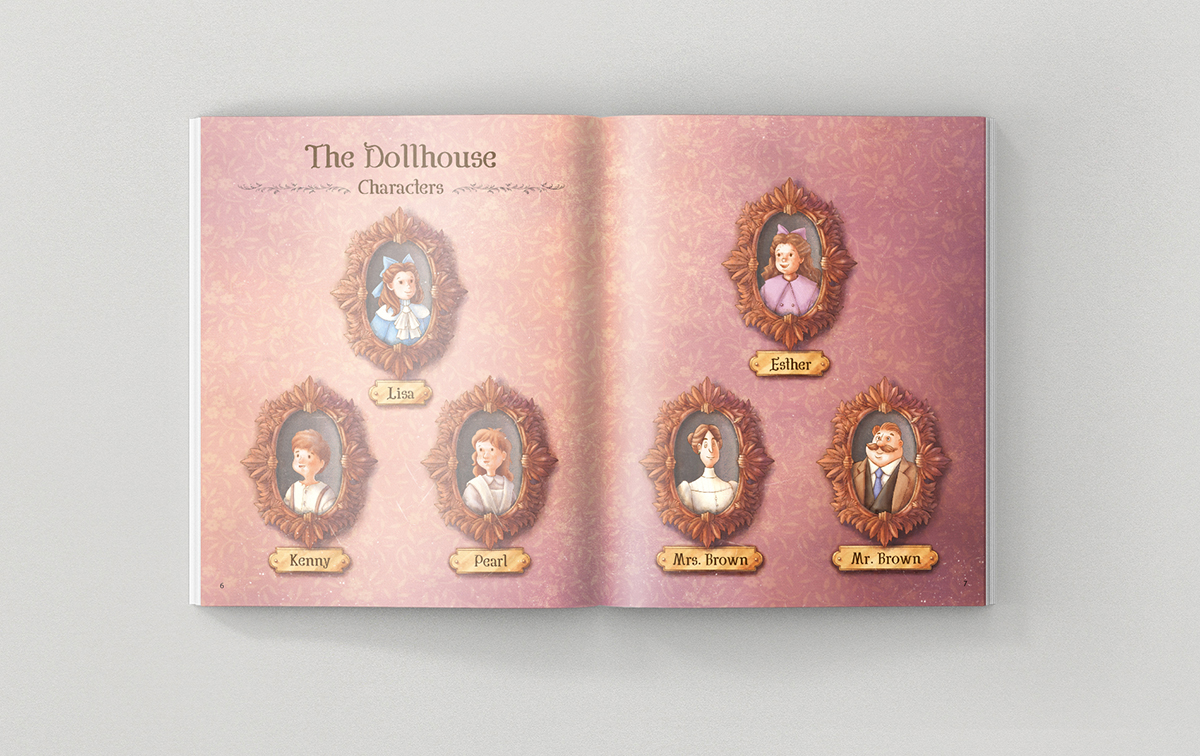 The Dollhouse
Characters
Lisa
Kenny
Pearl
6
Esther
Mrs. Brown
Mr. Brown
7